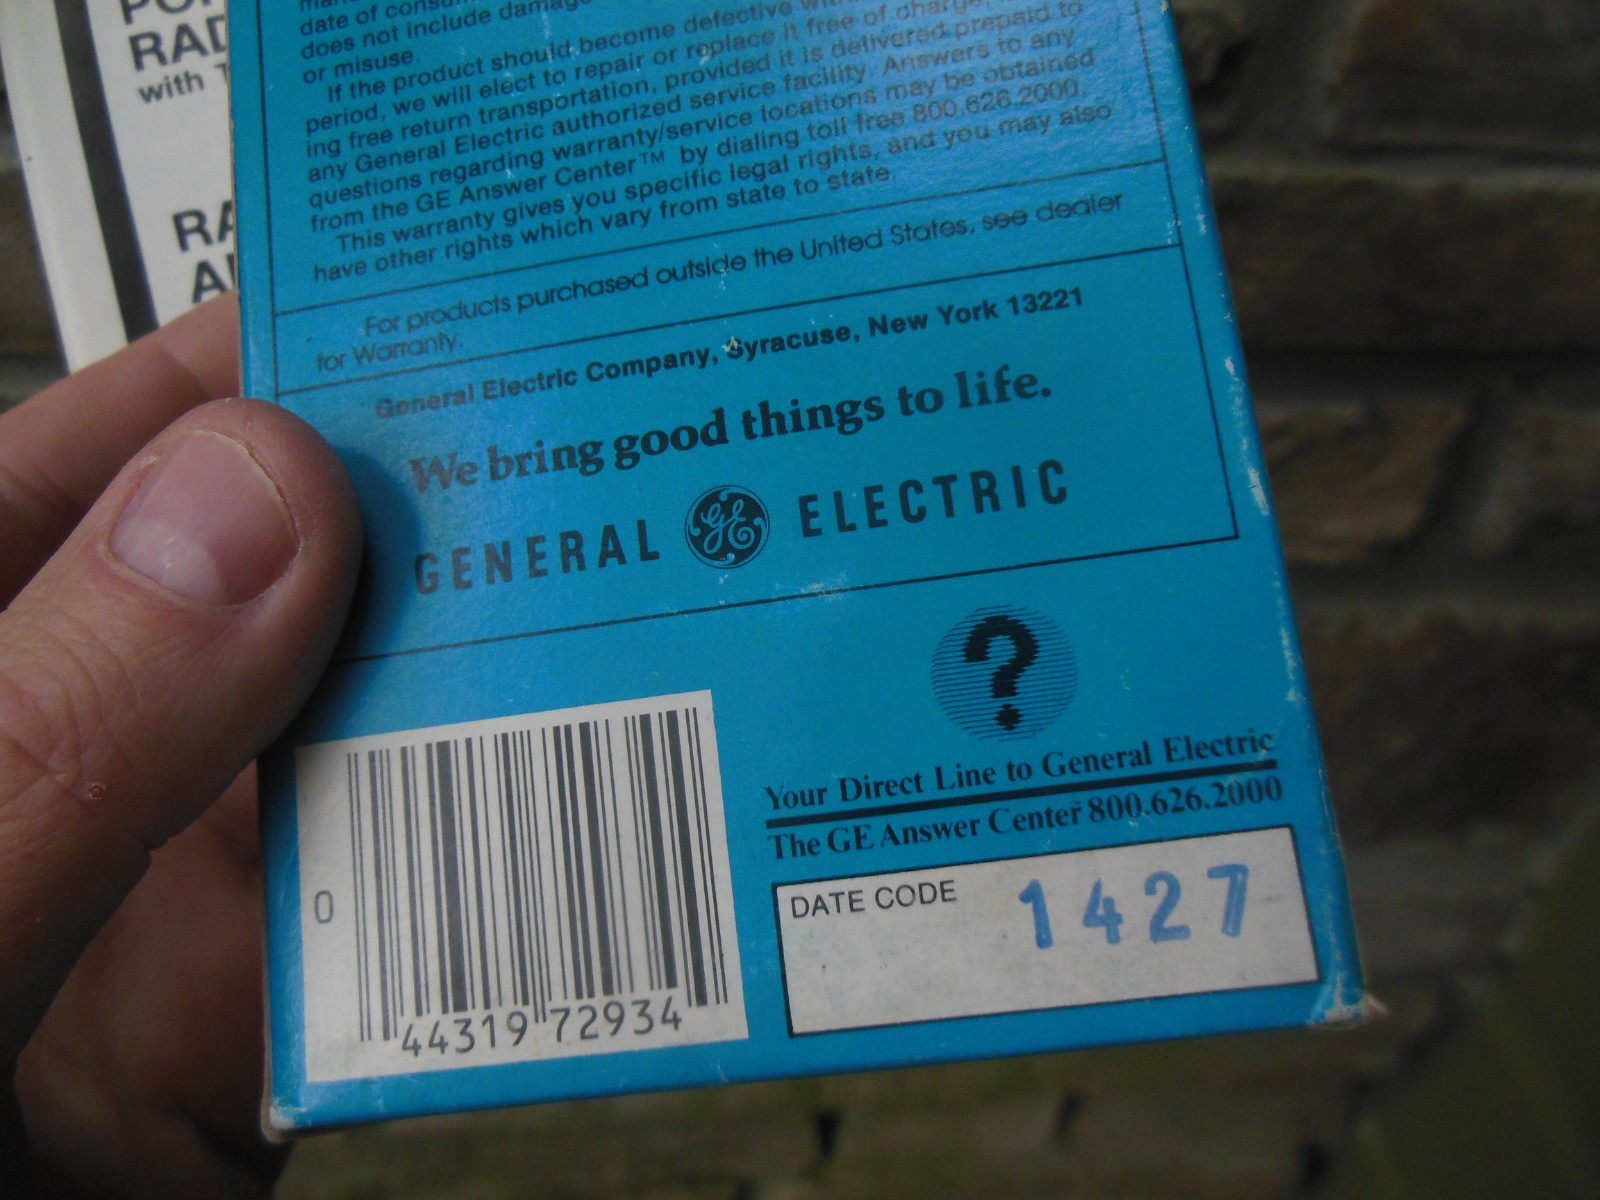 RAD
with
RA
date of consum
does not include damage
or misuse.
If the product should become defective
period, we will elect to repair or replace it free of charge,
ing free return transportation, provided it is delivered prepaid to
any General Electric authorized service facility. Answers to any
questions regarding warranty/service locations may be obtained
from the GE Answer Center™ by dialing toll free 800.626.2000.
This warranty gives you specific legal rights, and you may also
have other rights which vary from state to state.
For products purchased outside the United States, see dealer
for Warranty.
General Electric Company, Syracuse, New York 13221
We bring good things to life.
GENERAL GE ELECTRIC
?
Your Direct Line to General Electric
The GE Answer Center™ 800.626.2000
DATE CODE 1427
0 44319 72934